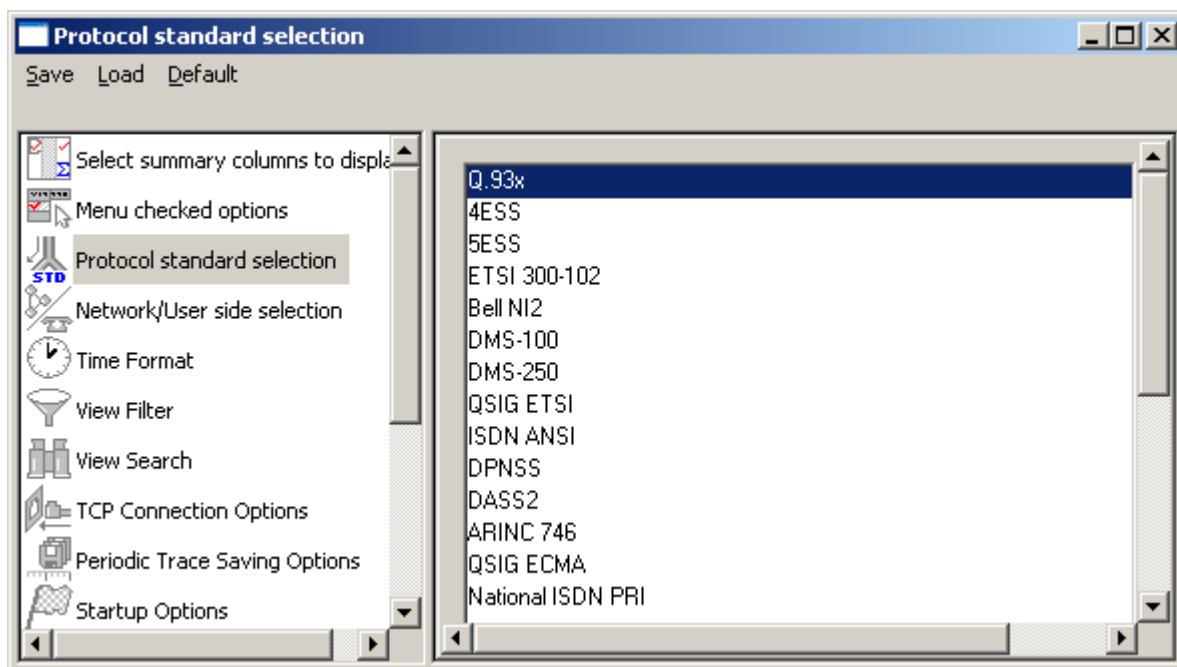 Protocol standard selection
Save Load Default
Select summary columns to displa
Menu checked options
Protocol standard selection
STD
Network/User side selection
Time Format
View Filter
View Search
TCP Connection Options
Periodic Trace Saving Options
Startup Options
Q.93x
4ESS
5ESS
ETSI 300-102
Bell NI2
DMS-100
DMS-250
QSIG ETSI
ISDN ANSI
DPNSS
DASS2
ARINC 746
QSIG ECMA
National ISDN PRI